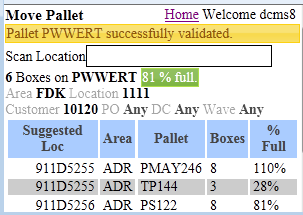 Move Pallet Home Welcome dcms8
Pallet PWWERT successfully validated.
Scan Location
6 Boxes on PWWERT 81 % full.
Area FDK Location 1111
Customer 10120 PO Any DC Any Wave Any
Suggested Loc Area Pallet Boxes % Full
911D5255 ADR PMAY246 8 110%
911D5255 ADR TP144 3 28%
911D5256 ADR PS122 8 81%